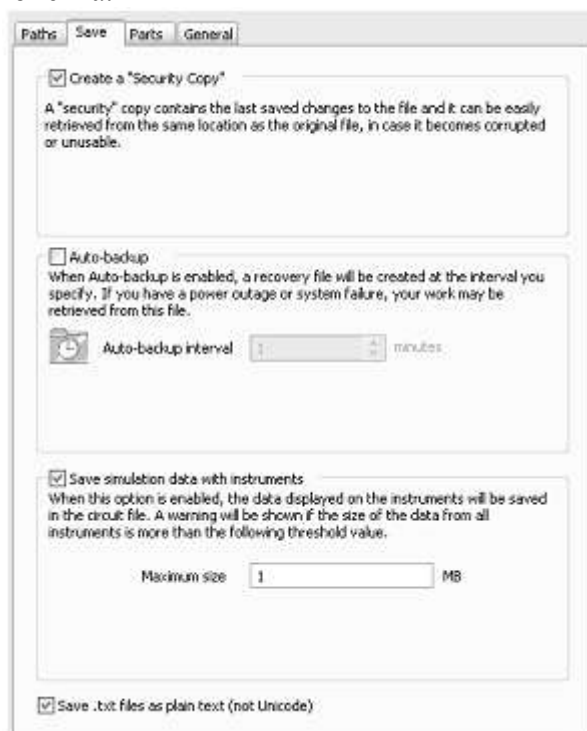 Paths Save Parts General
Create a "Security Copy"
A "security" copy contains the last saved changes to the file and it can be easily
retrieved from the same location as the original file, in case it becomes corrupted
or unusable.
Auto-backup
When Auto-backup is enabled, a recovery file will be created at the interval you
specify. If you have a power outage or system failure, your work may be
retrieved from this file.
Auto-backup interval 1 minutes
Save simulation data with instruments
When this option is enabled, the data displayed on the instruments will be saved
in the circuit file. A warning will be shown if the size of the data from all
instruments is more than the following threshold value.
Maximum size 1 MB
Save .txt files as plain text (not Unicode)